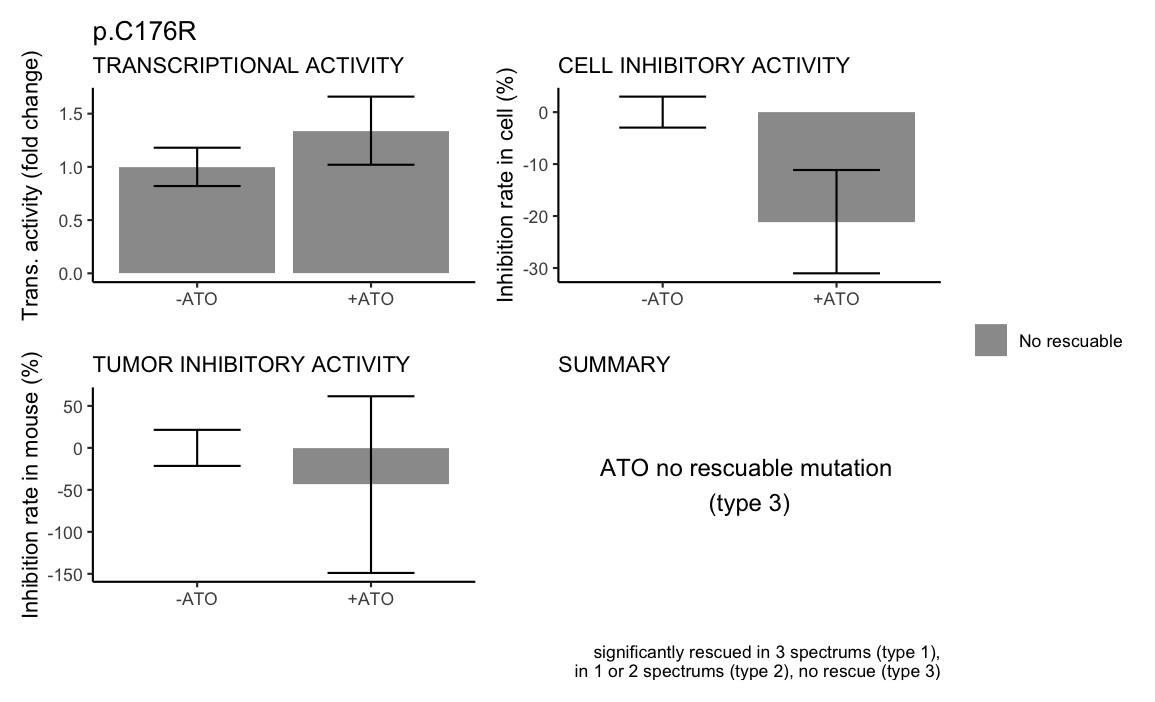 p.C176R
TRANSCRIPTIONAL ACTIVITY
Trans. activity (fold change)
1.5
1.0
0.5
0.0
-ATO
+ATO
CELL INHIBITORY ACTIVITY
Inhibition rate in cell (%)
0
-10
-20
-30
-ATO
+ATO
No rescuable
TUMOR INHIBITORY ACTIVITY
Inhibition rate in mouse (%)
50
0
-50
-100
-150
-ATO
+ATO
SUMMARY
ATO no rescuable mutation
(type 3)
significantly rescued in 3 spectrums (type 1),
in 1 or 2 spectrums (type 2), no rescue (type 3)